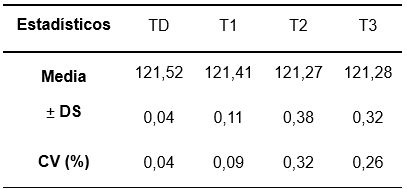 Estadísticos TD T1 T2 T3
Media 121,52 121,41 121,27 121,28
± DS 0,04 0,11 0,38 0,32
CV (%) 0,04 0,09 0,32 0,26